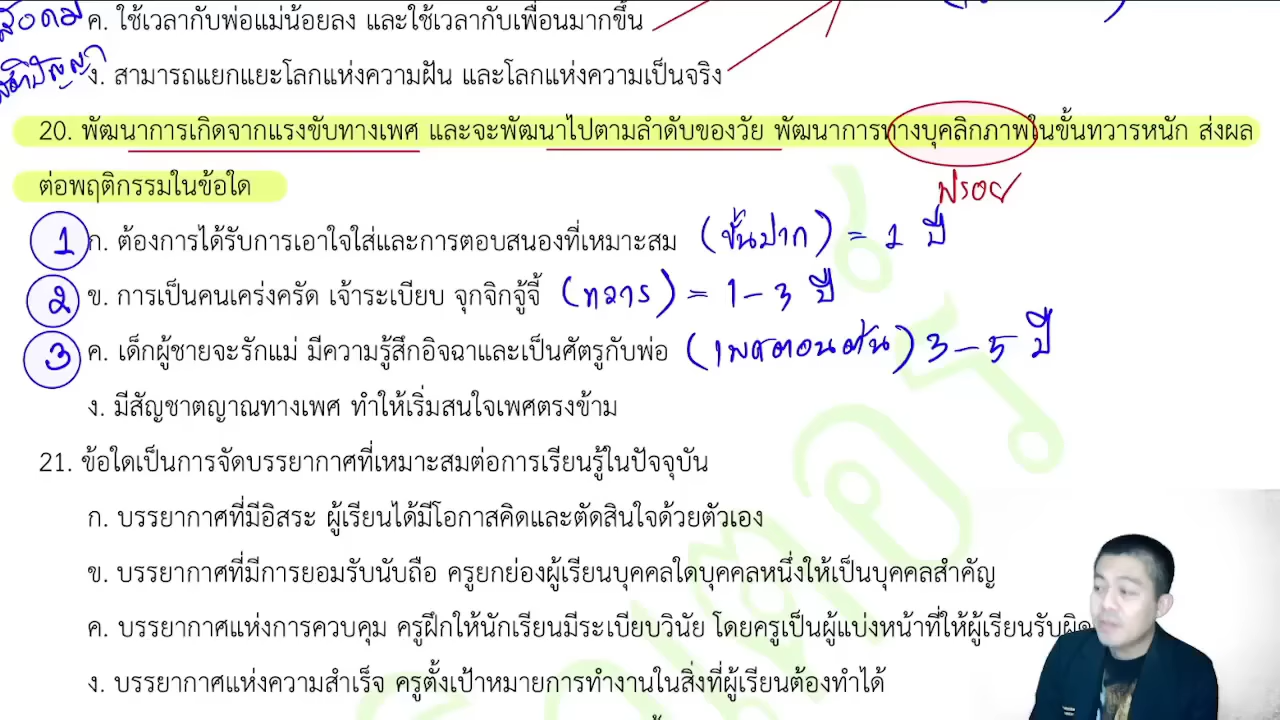 ค. ใช้เวลากับพ่อแม่น้อยลง และใช้เวลากับเพื่อนมากขึ้น
ง. สามารถแยกแยะโลกแห่งความฝัน และโลกแห่งความเป็นจริง
20. พัฒนาการเกิดจากแรงขับทางเพศ และจะพัฒนาไปตามลำดับของวัย พัฒนาการทางบุคลิกภาพในขั้นทวารหนัก ส่งผล
ต่อพฤติกรรมในข้อใด
ฟรอย
1 ก. ต้องการได้รับการเอาใจใส่และการตอบสนองที่เหมาะสม (ขั้นปาก) = 1 ปี
2 ข. การเป็นคนเคร่งครัด เจ้าระเบียบ จุกจิกจู้จี้ (ทวาร) = 1 - 3 ปี
3 ค. เด็กผู้ชายจะรักแม่ มีความรู้สึกอิจฉาและเป็นศัตรูกับพ่อ (เพศตอนต้น) 3 - 5 ปี
ง. มีสัญชาตญาณทางเพศ ทำให้เริ่มสนใจเพศตรงข้าม
21. ข้อใดเป็นการจัดบรรยากาศที่เหมาะสมต่อการเรียนรู้ในปัจจุบัน
ก. บรรยากาศที่มีอิสระ ผู้เรียนได้มีโอกาสคิดและตัดสินใจด้วยตัวเอง
ข. บรรยากาศที่มีการยอมรับนับถือ ครูยกย่องผู้เรียนบุคคลใดบุคคลหนึ่งให้เป็นบุคคลสำคัญ
ค. บรรยากาศแห่งการควบคุม ครูฝึกให้นักเรียนมีระเบียบวินัย โดยครูเป็นผู้แบ่งหน้าที่ให้ผู้เรียนรับผิด
ง. บรรยากาศแห่งความสำเร็จ ครูตั้งเป้าหมายการทำงานในสิ่งที่ผู้เรียนต้องทำได้